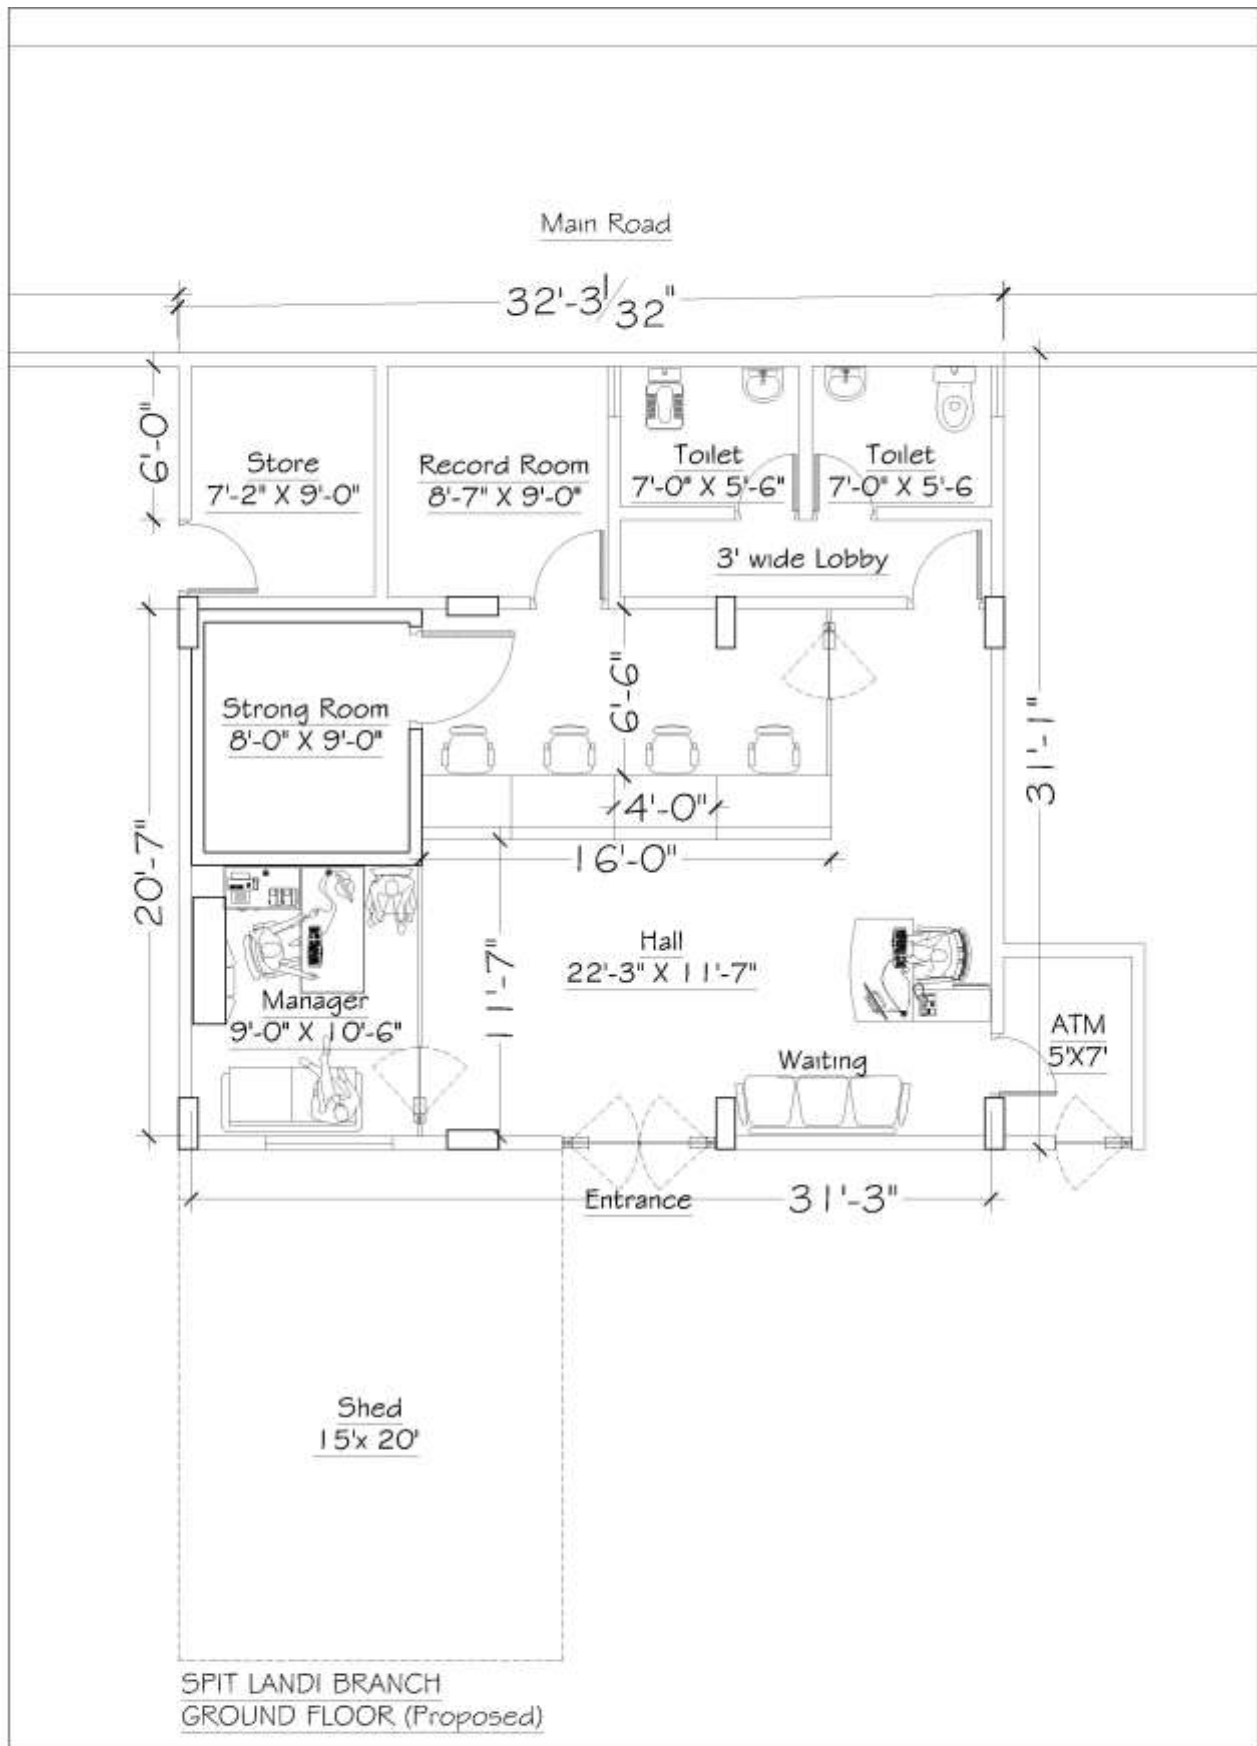 Main Road
32'-3 1/32"
6'-0"
Store
7'-2" X 9'-0"
Record Room
8'-7" X 9'-0"
Toilet
7'-0" X 5'-6"
Toilet
7'-0" X 5'-6
3' wide Lobby
6'-6"
Strong Room
8'-0" X 9'-0"
31'-1"
4'-0"
16'-0"
20'-7"
11'-7"
Hall
22'-3" X 11'-7"
Manager
9'-0" X 10'-6"
ATM
5'X7'
Waiting
Entrance
31'-3"
Shed
15'x 20'
SPIT LANDI BRANCH
GROUND FLOOR (Proposed)